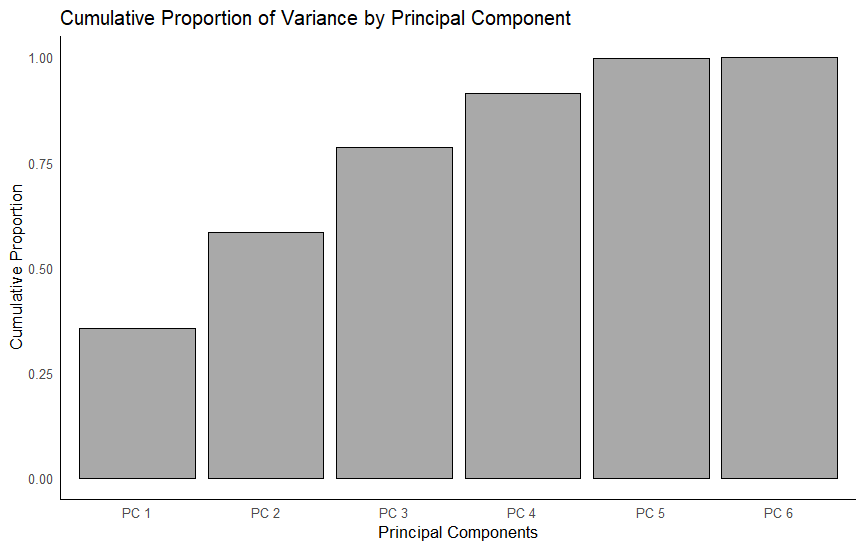 Cumulative Proportion of Variance by Principal Component
1.00
0.75
0.50
0.25
0.00
Cumulative Proportion
PC 1 PC 2 PC 3 PC 4 PC 5 PC 6
Principal Components